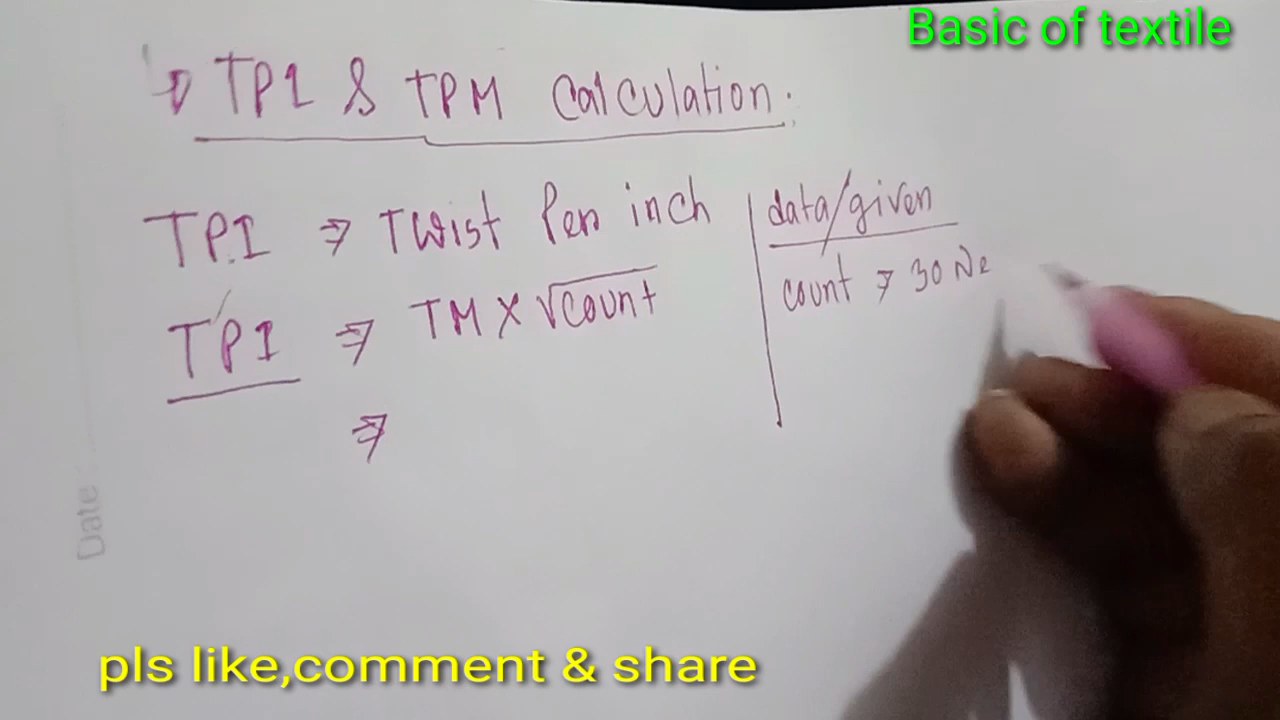 Basic of textile
TPI & TPM Calculation.
TPI ⇒ Twist Per inch
data/given
count ⇒ 30 Ne
TPI ⇒ TM × √count
⇒
Date :
pls like,comment & share